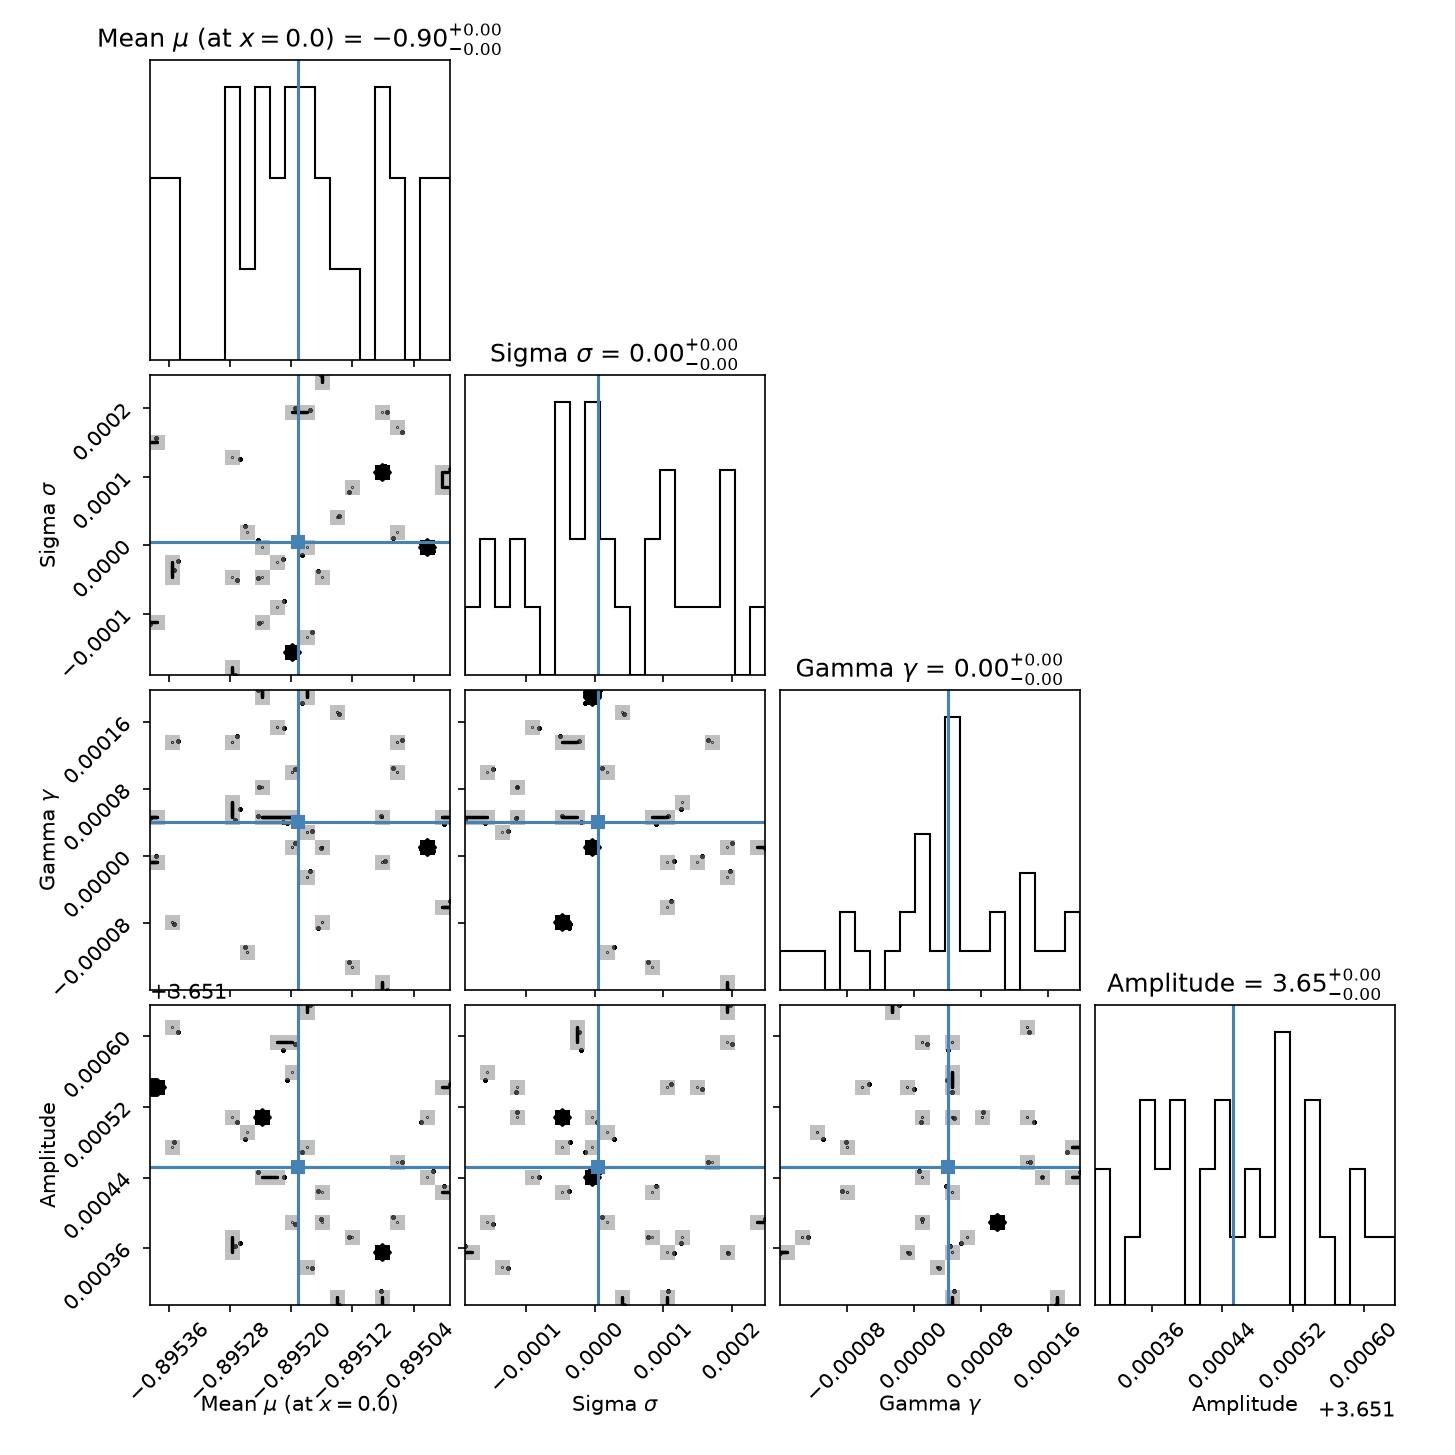 Mean μ (at x = 0.0) = −0.90 +0.00 −0.00
Sigma σ = 0.00 +0.00 −0.00
0.0002
0.0001
0.0000
−0.0001
Sigma σ
Gamma γ = 0.00 +0.00 −0.00
0.00016
0.00008
0.00000
−0.00008
Gamma γ
Amplitude = 3.65 +0.00 −0.00
+3.651
0.00060
0.00052
0.00044
0.00036
Amplitude
−0.89536 −0.89528 −0.89520 −0.89512 −0.89504
Mean μ (at x = 0.0)
−0.0001 0.0000 0.0001 0.0002
Sigma σ
−0.00008 0.00000 0.00008 0.00016
Gamma γ
0.00036 0.00044 0.00052 0.00060
Amplitude
+3.651